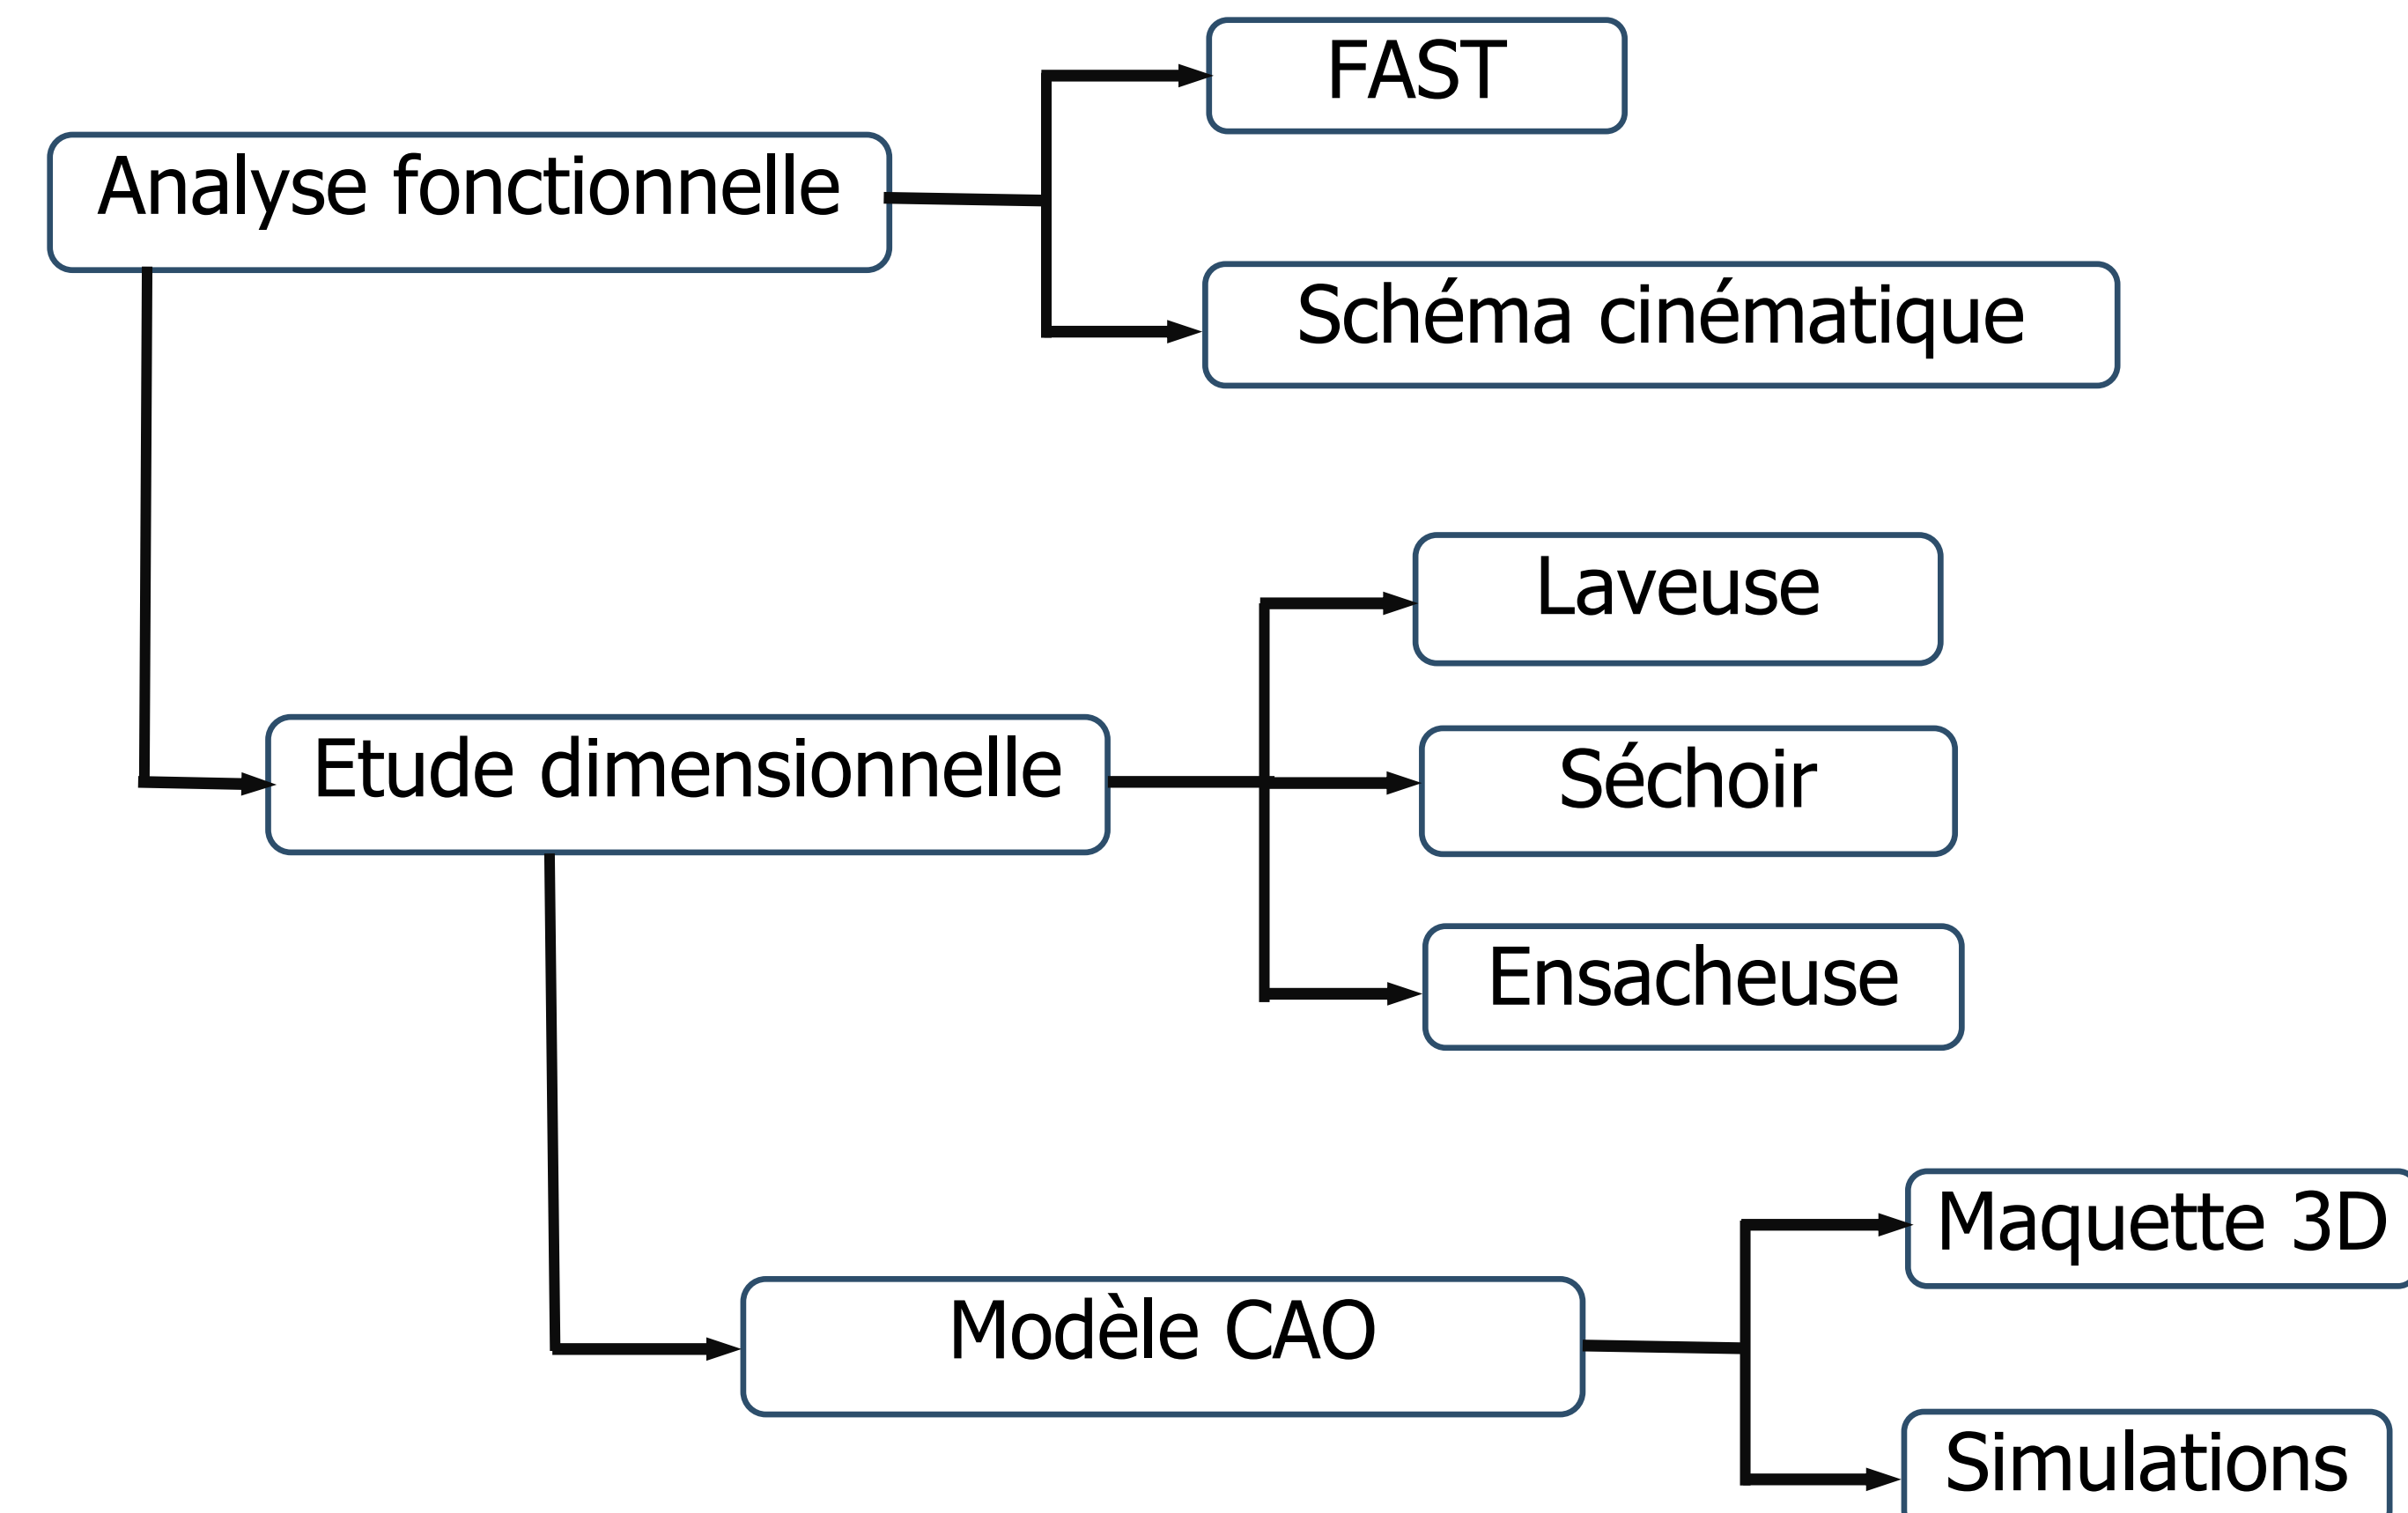 FAST
Analyse fonctionnelle
Schéma cinématique
Laveuse
Etude dimensionnelle
Séchoir
Ensacheuse
Maquette 3D
Modèle CAO
Simulations